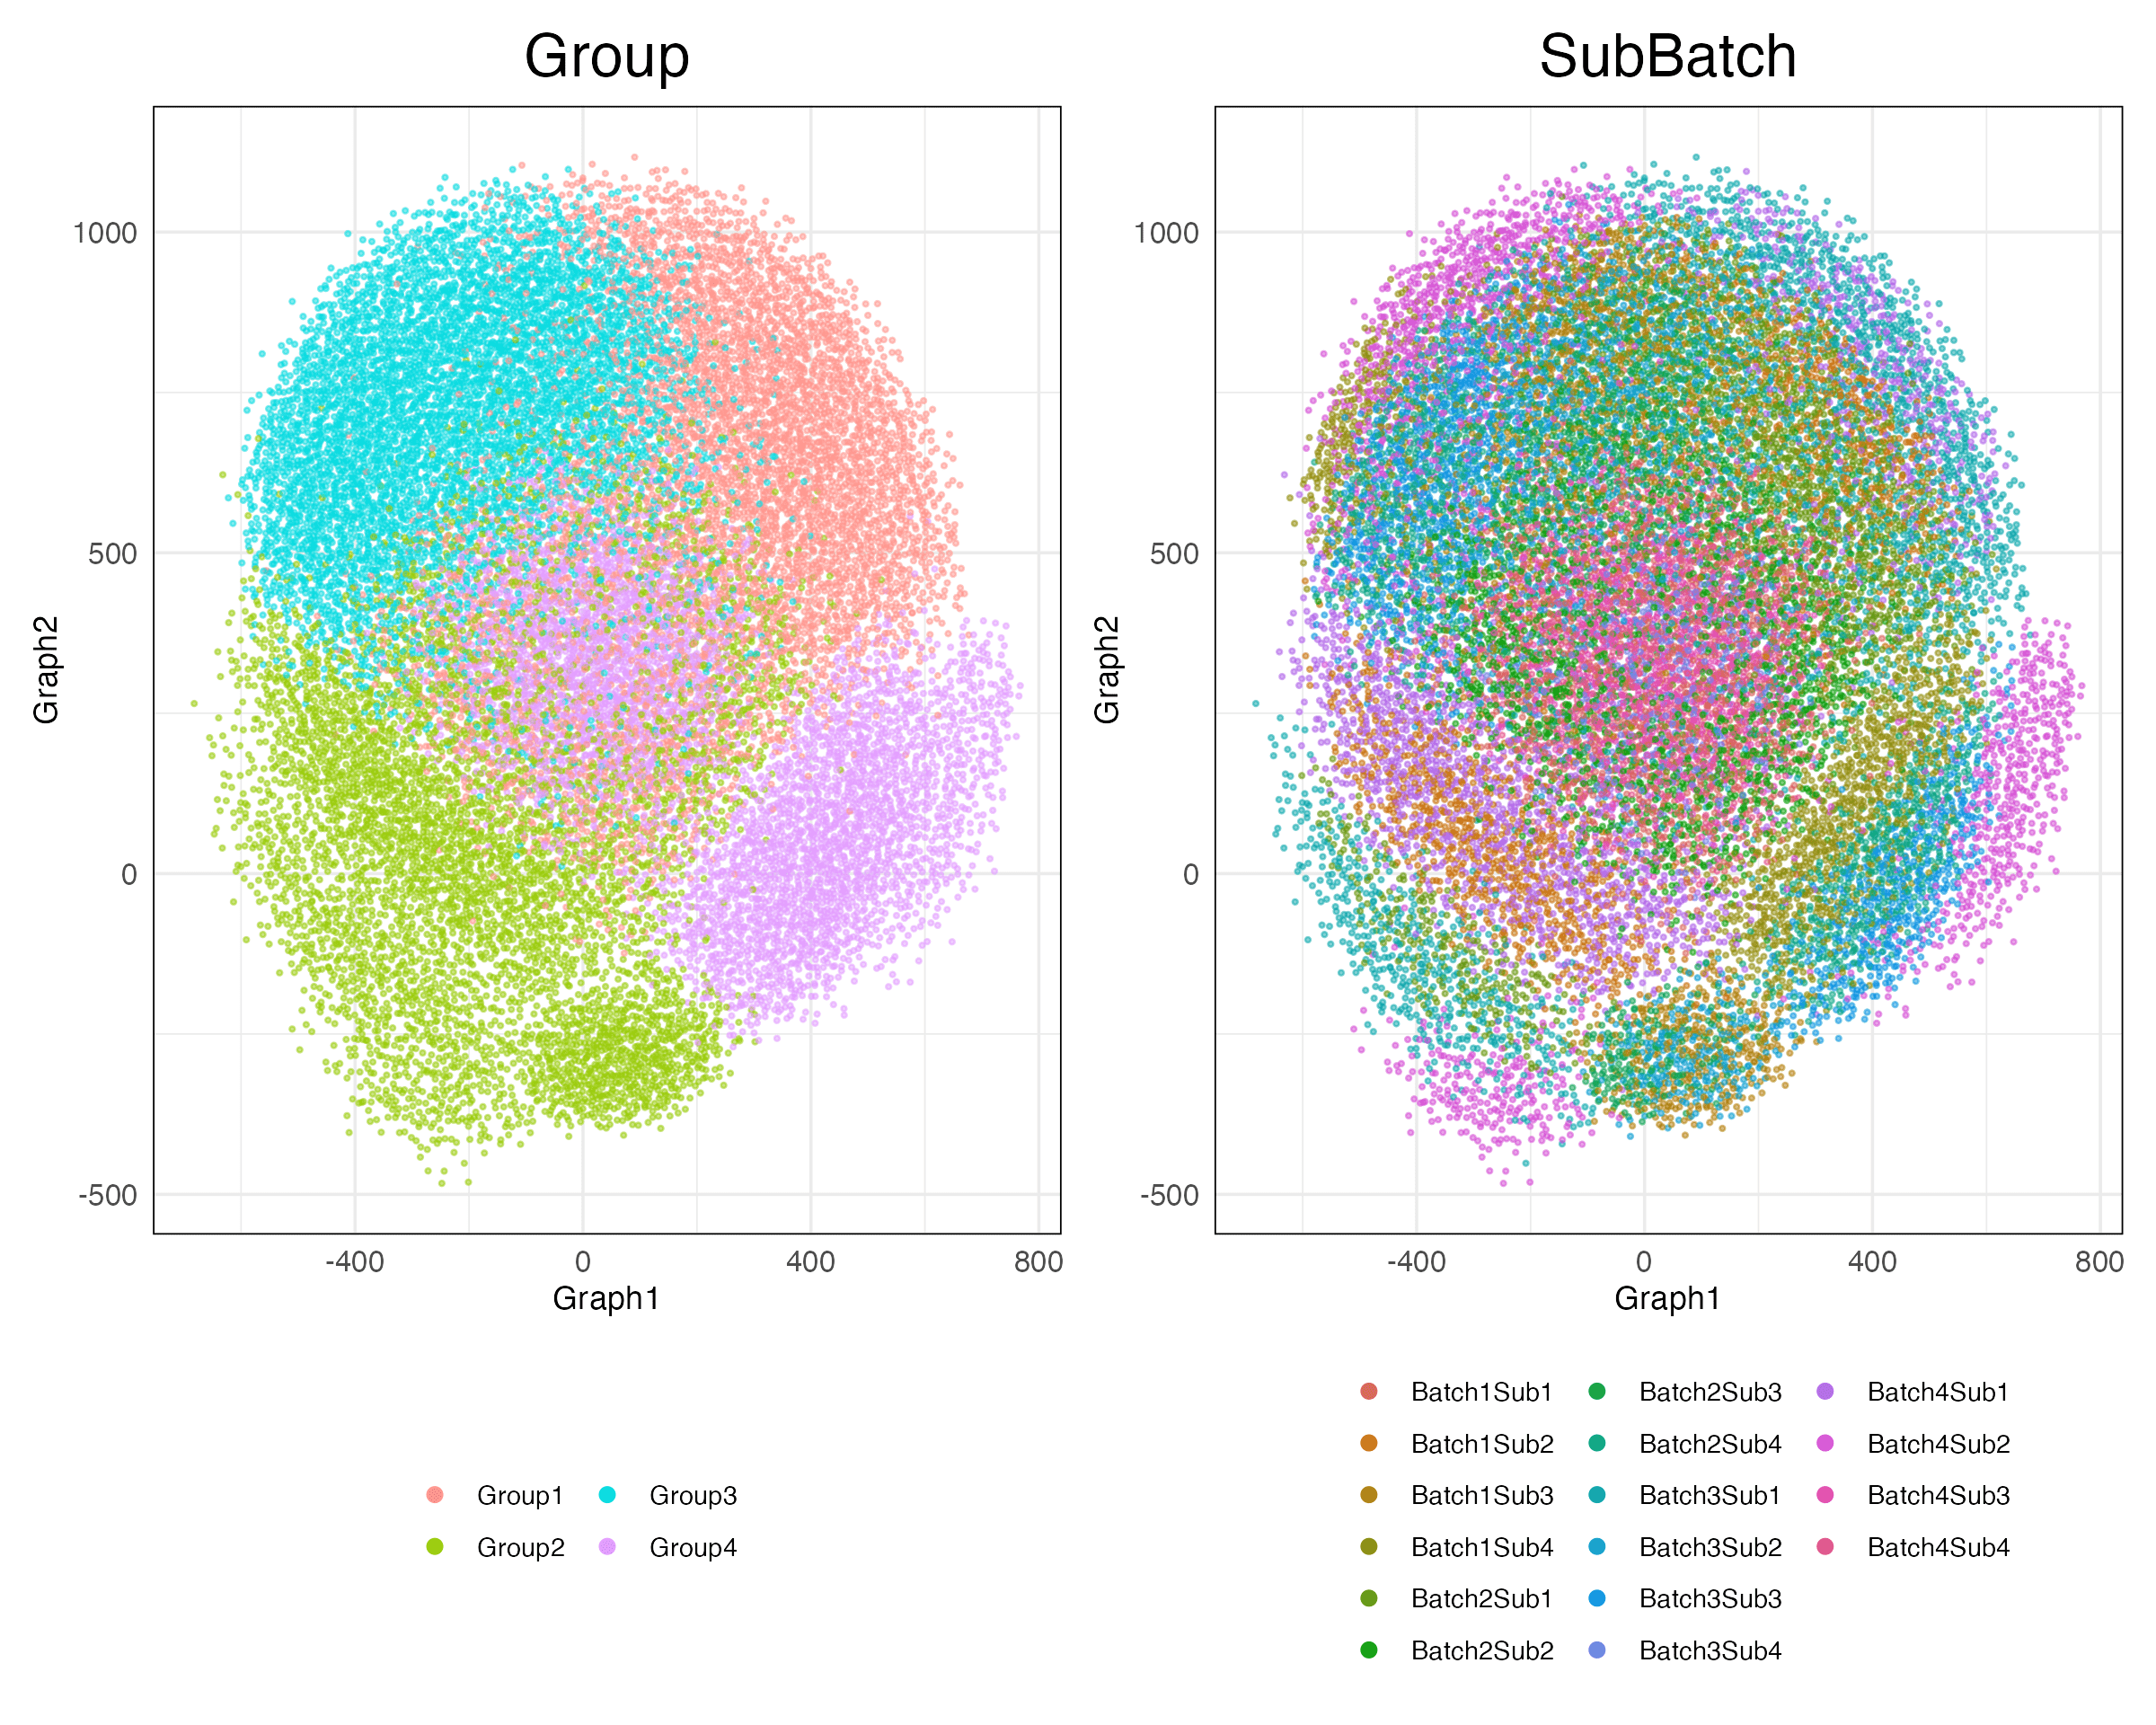 Group
SubBatch
1000
500
0
-500
Graph2
-400
0
400
800
Graph1
1000
500
0
-500
Graph2
-400
0
400
800
Graph1
Group1
Group3
Group2
Group4
Batch1Sub1
Batch2Sub3
Batch4Sub1
Batch1Sub2
Batch2Sub4
Batch4Sub2
Batch1Sub3
Batch3Sub1
Batch4Sub3
Batch1Sub4
Batch3Sub2
Batch4Sub4
Batch2Sub1
Batch3Sub3
Batch2Sub2
Batch3Sub4